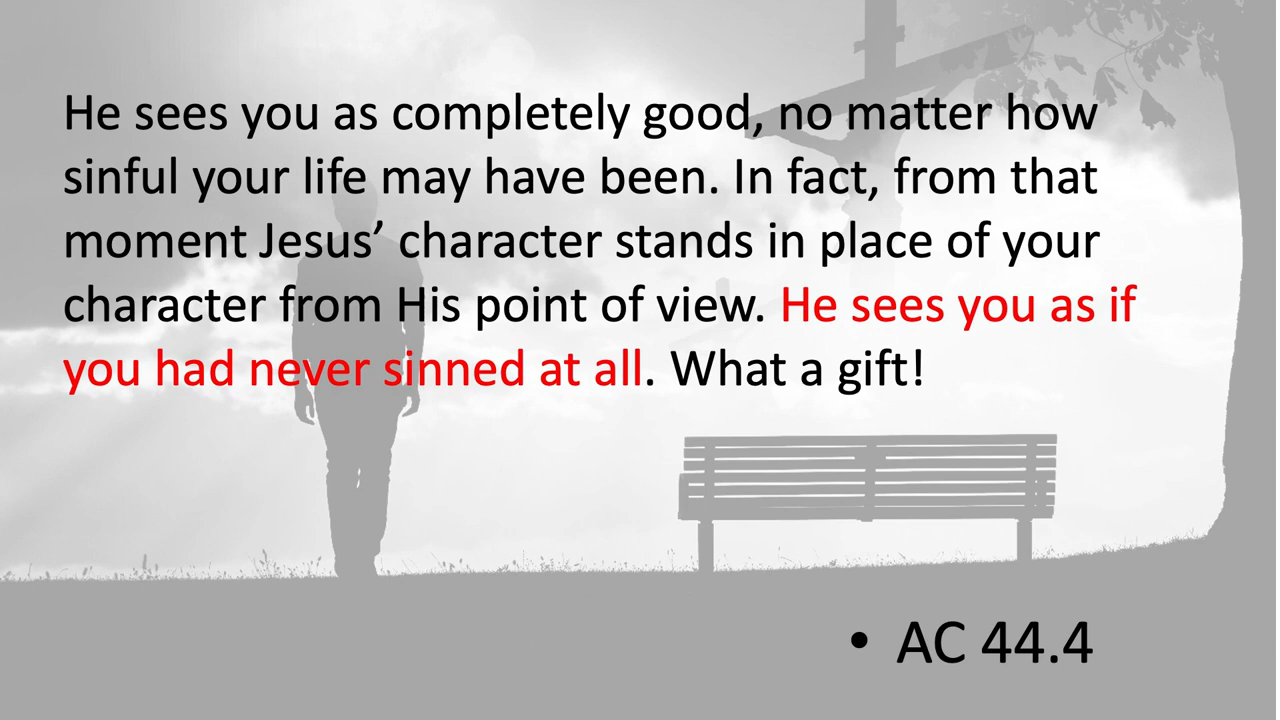 He sees you as completely good, no matter how
sinful your life may have been. In fact, from that
moment Jesus’ character stands in place of your
character from His point of view. He sees you as if
you had never sinned at all. What a gift!
• AC 44.4